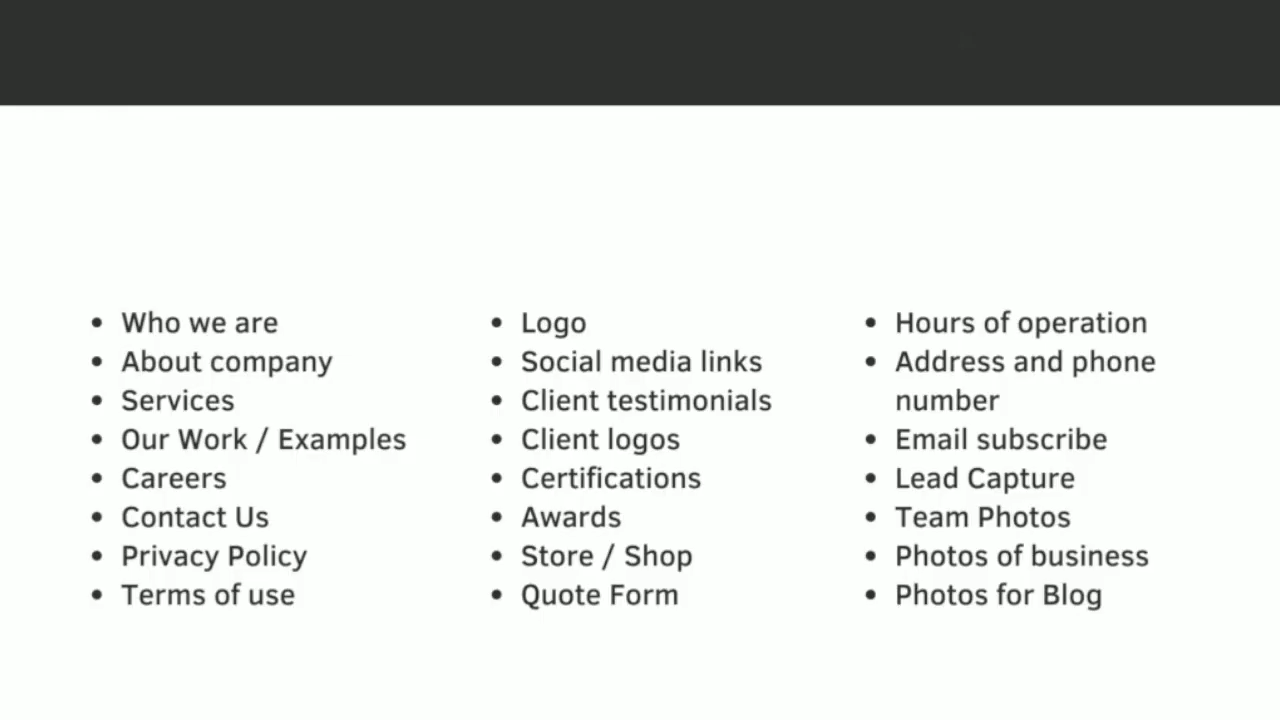 • Who we are
• About company
• Services
• Our Work / Examples
• Careers
• Contact Us
• Privacy Policy
• Terms of use
• Logo
• Social media links
• Client testimonials
• Client logos
• Certifications
• Awards
• Store / Shop
• Quote Form
• Hours of operation
• Address and phone
number
• Email subscribe
• Lead Capture
• Team Photos
• Photos of business
• Photos for Blog